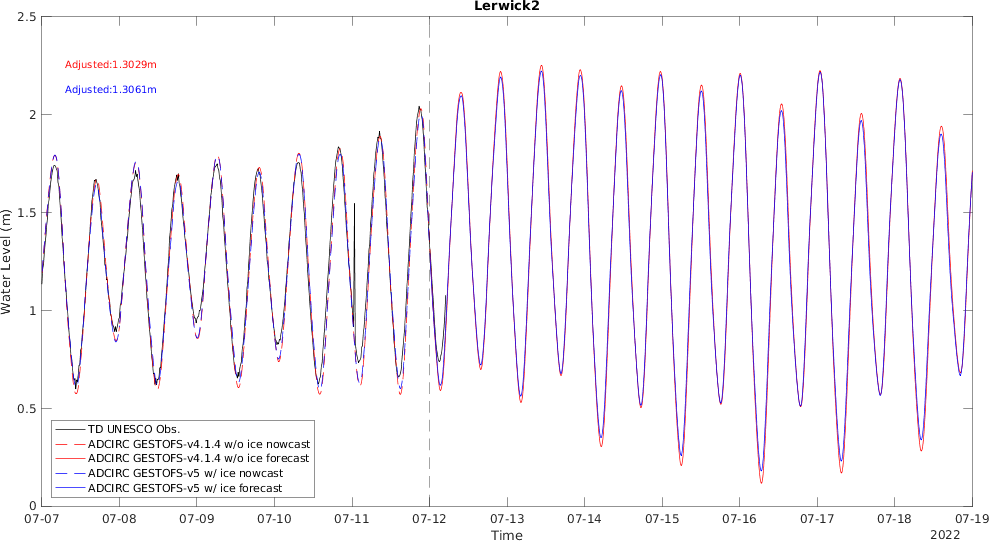 Lerwick2
2.5
2
1.5
1
0.5
0
Water Level (m)
Adjusted:1.3029m
Adjusted:1.3061m
TD UNESCO Obs.
ADCIRC GESTOFS-v4.1.4 w/o ice nowcast
ADCIRC GESTOFS-v4.1.4 w/o ice forecast
ADCIRC GESTOFS-v5 w/ ice nowcast
ADCIRC GESTOFS-v5 w/ ice forecast
07-07 07-08 07-09 07-10 07-11 07-12 07-13 07-14 07-15 07-16 07-17 07-18 07-19
Time
2022